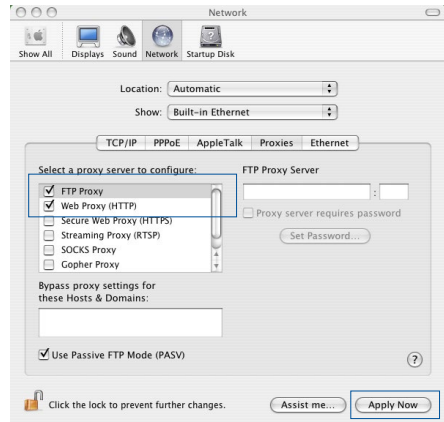 Network
Show All Displays Sound Network Startup Disk
Location: Automatic
Show: Built-in Ethernet
TCP/IP PPPoE AppleTalk Proxies Ethernet
Select a proxy server to configure: FTP Proxy Server
FTP Proxy :
Web Proxy (HTTP) Proxy server requires password
Secure Web Proxy (HTTPS)
Streaming Proxy (RTSP) Set Password...
SOCKS Proxy
Gopher Proxy
Bypass proxy settings for
these Hosts & Domains:
Use Passive FTP Mode (PASV) ?
Click the lock to prevent further changes. Assist me... Apply Now